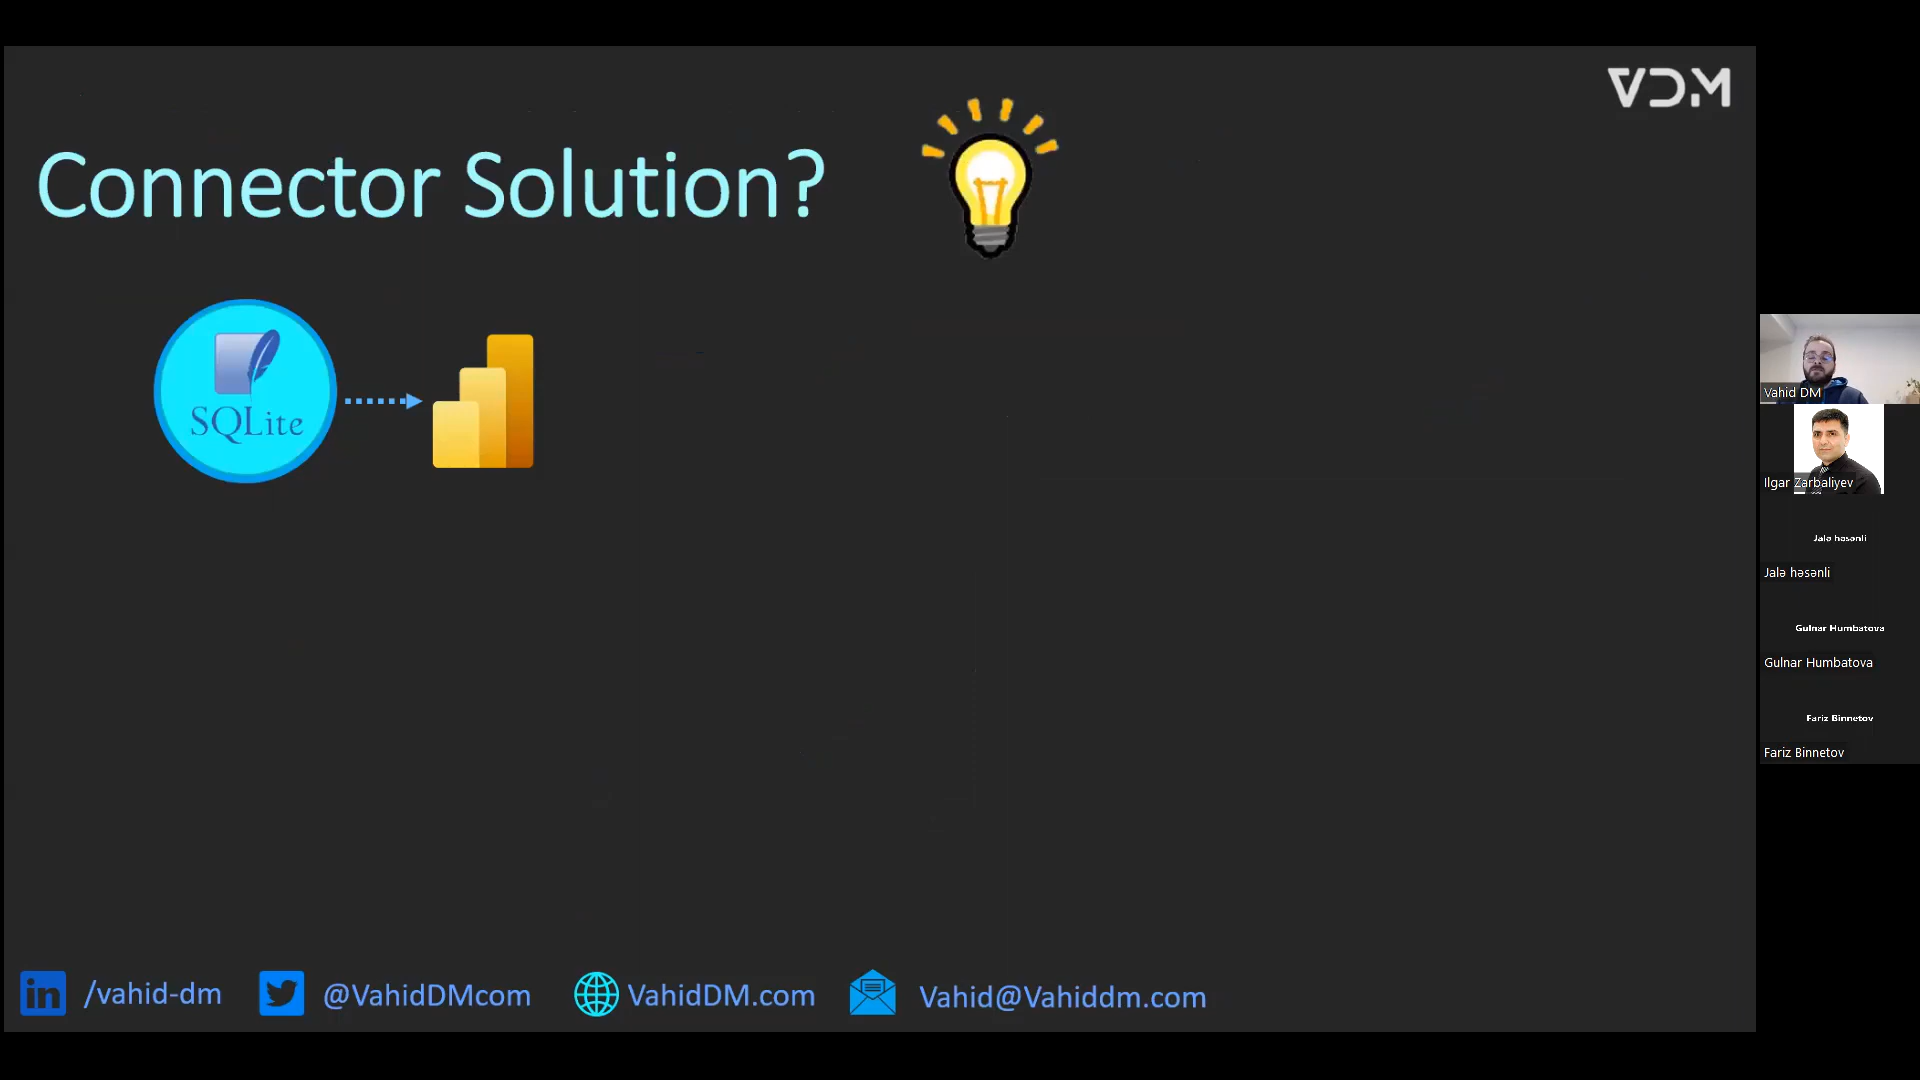 VDM
Connector Solution?
SQLite
/vahid-dm
@VahidDMcom
VahidDM.com
Vahid@Vahiddm.com
Vahid DM
Ilgar Zarbaliyev
Jalə həsənli
Jalə həsənli
Gulnar Humbatova
Gulnar Humbatova
Fariz Binnetov
Fariz Binnetov
in